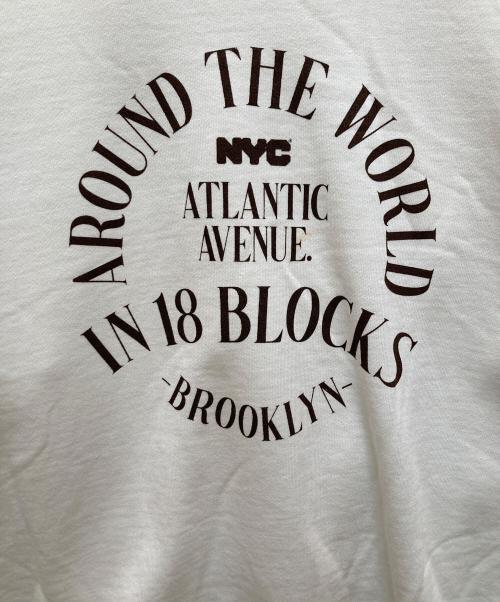 AROUND THE WORLD
NYC
ATLANTIC
AVENUE.
IN 18 BLOCKS
-BROOKLYN-